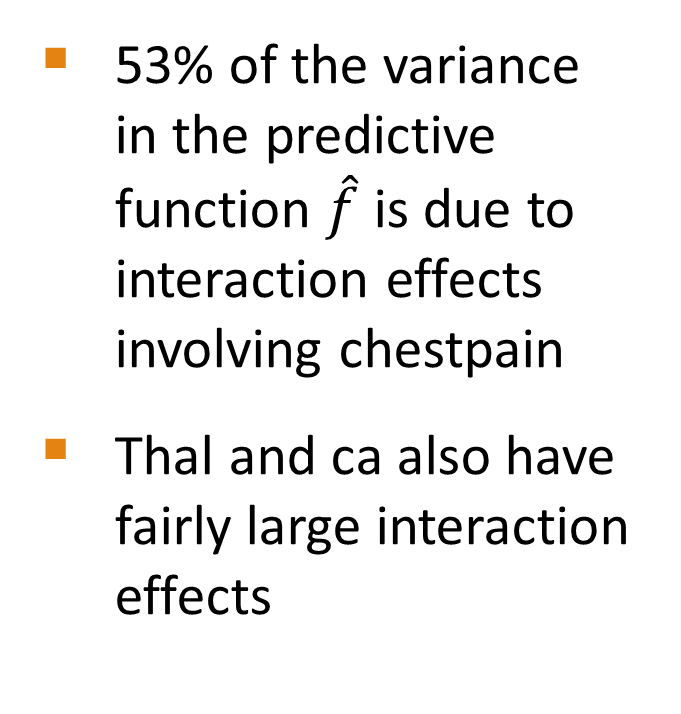 ▪ 53% of the variance
in the predictive
function f̂ is due to
interaction effects
involving chestpain
▪ Thal and ca also have
fairly large interaction
effects